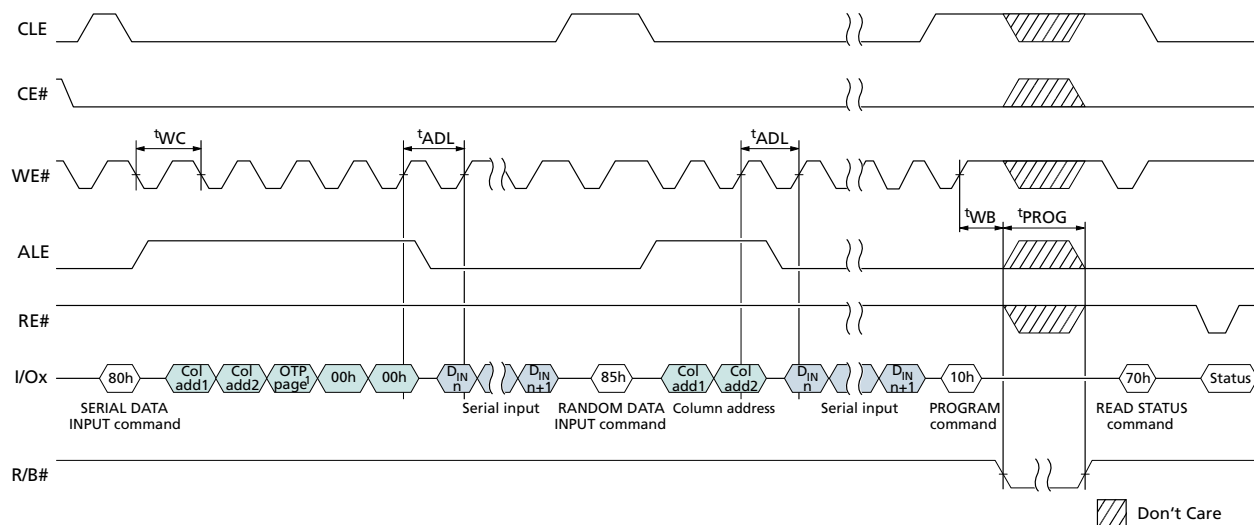 CLE
CE#
tWC
tADL
tADL
WE#
tWB
tPROG
ALE
RE#
I/Ox
80h
Col add1
Col add2
OTP page1
00h
00h
DIN n
DIN n+1
85h
Col add1
Col add2
DIN n
DIN n+1
10h
70h
Status
SERIAL DATA
INPUT command
Serial input
RANDOM DATA
INPUT command
Column address
Serial input
PROGRAM
command
READ STATUS
command
R/B#
Don't Care